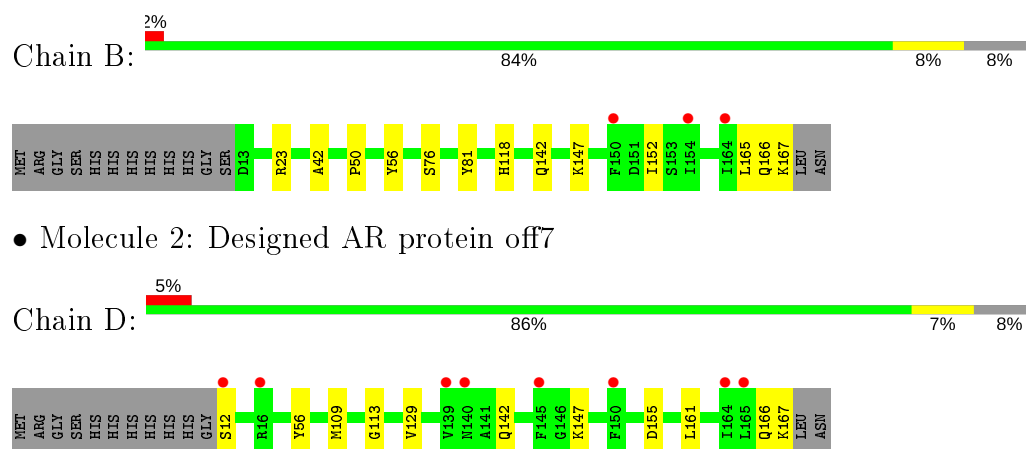 2%
Chain B:
84% 8% 8%
MET ARG GLY SER HIS HIS HIS HIS HIS HIS GLY SER D13 R23 A42 P50 Y56 S76 Y81 H118 Q142 K147 F150 D151 I152 S153 I154 I164 L165 Q166 K167 LEU ASN
• Molecule 2: Designed AR protein off7
5%
Chain D:
86% 7% 8%
MET ARG GLY SER HIS HIS HIS HIS HIS HIS GLY S12 R16 Y56 M109 G113 V129 V139 N140 A141 Q142 F145 G146 K147 F150 D155 L161 I164 L165 Q166 K167 LEU ASN